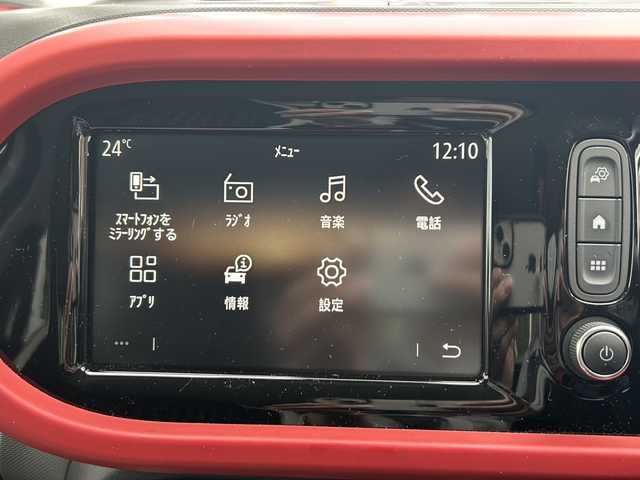 24℃
ﾒﾆｭｰ
12:10
ｽﾏｰﾄﾌｫﾝを
ﾐﾗｰﾘﾝｸﾞする
ﾗｼﾞｵ
音楽
電話
ｱﾌﾟﾘ
情報
設定